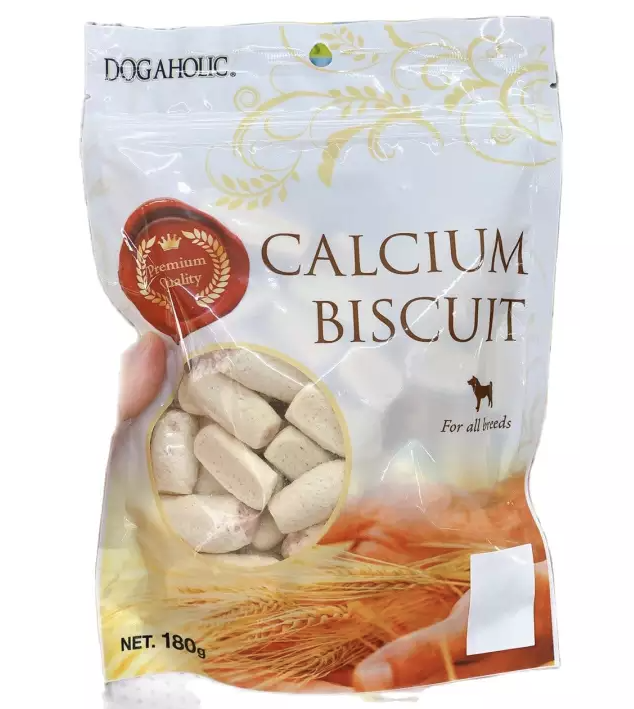 DOGAHOLIC®
Premium
Quality
CALCIUM
BISCUIT
For all breeds
NET. 180g